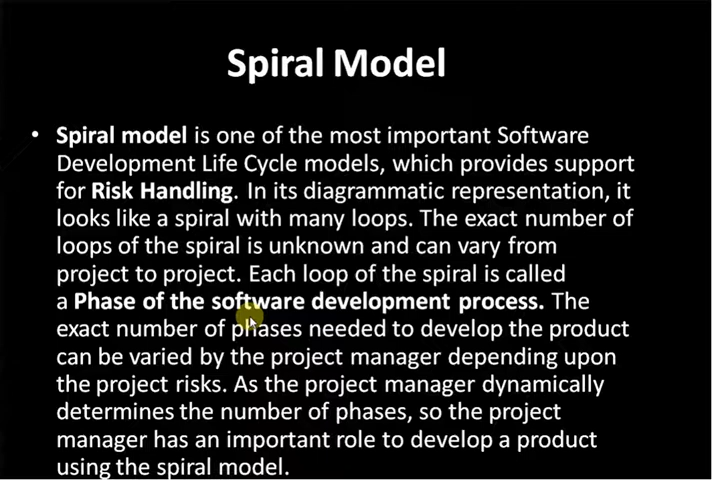 Spiral Model
• Spiral model is one of the most important Software
Development Life Cycle models, which provides support
for Risk Handling. In its diagrammatic representation, it
looks like a spiral with many loops. The exact number of
loops of the spiral is unknown and can vary from
project to project. Each loop of the spiral is called
a Phase of the software development process. The
exact number of phases needed to develop the product
can be varied by the project manager depending upon
the project risks. As the project manager dynamically
determines the number of phases, so the project
manager has an important role to develop a product
using the spiral model.